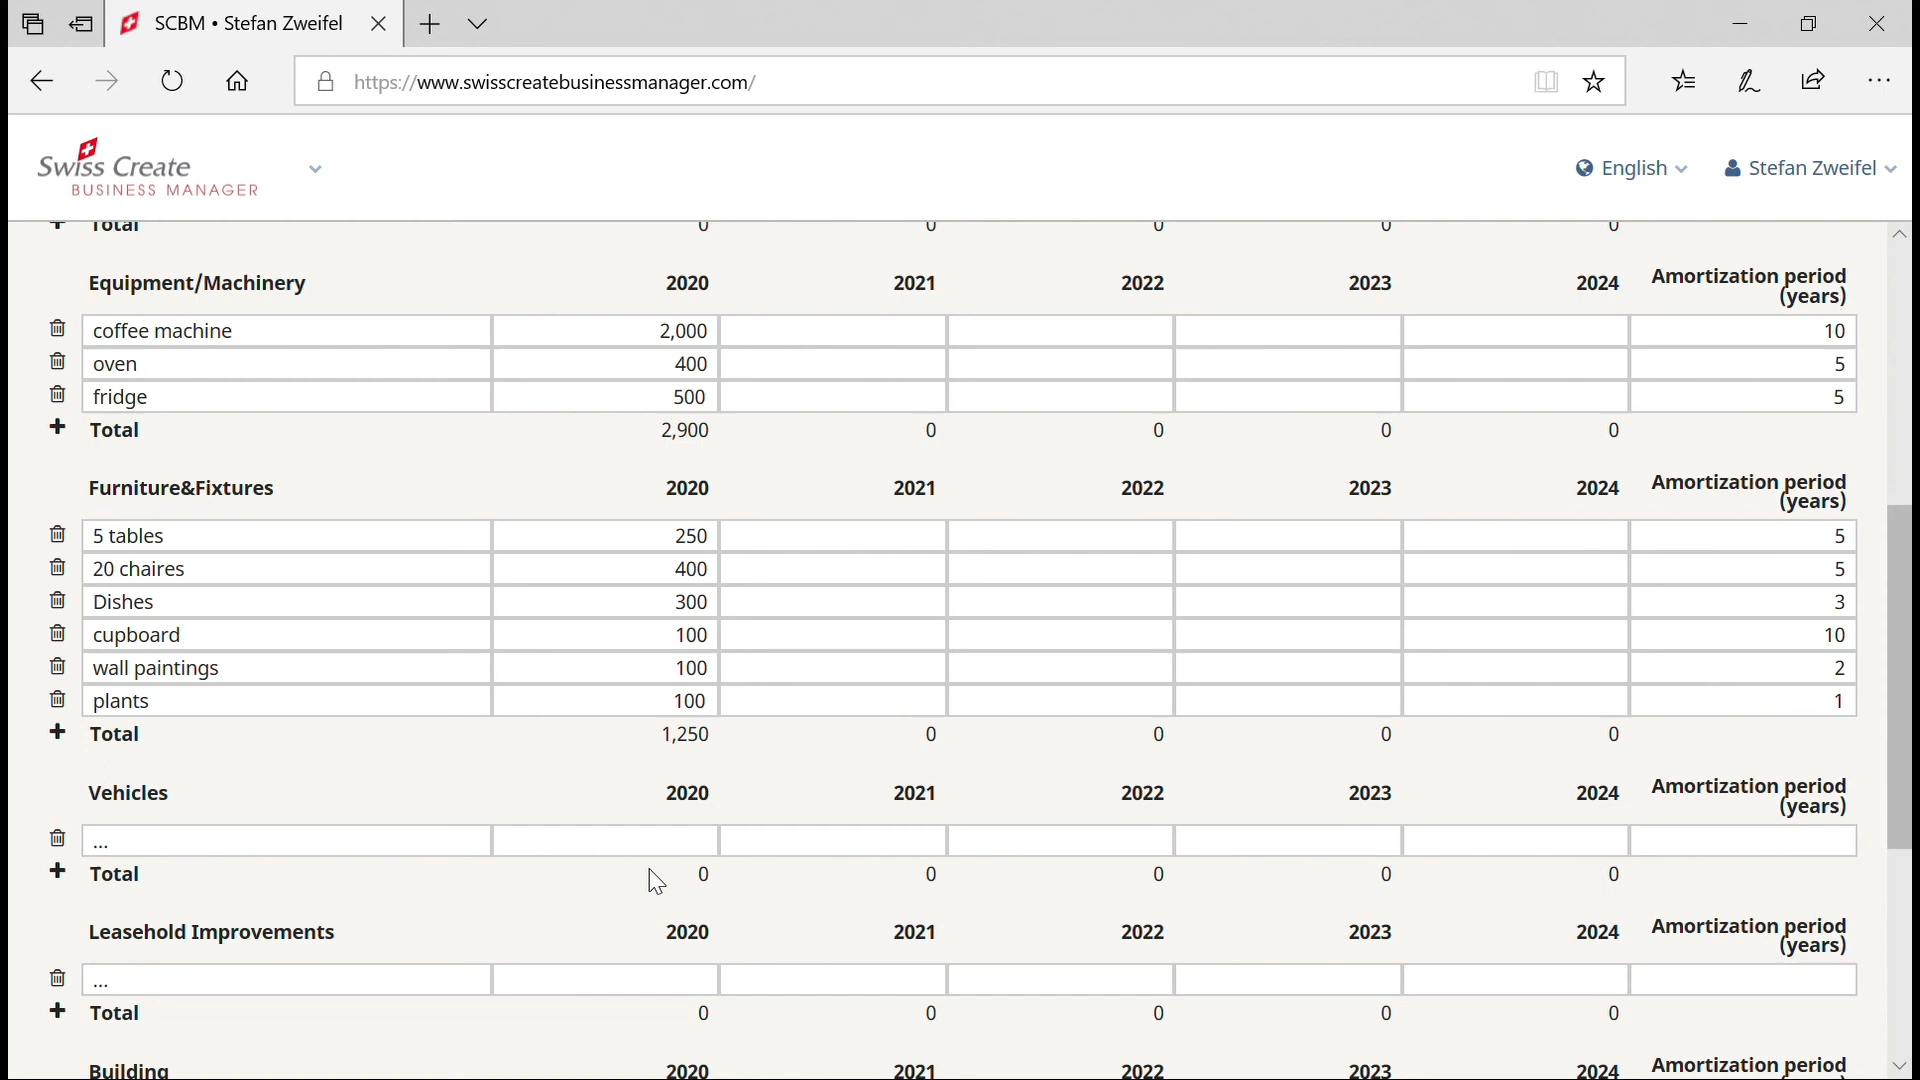 SCBM • Stefan Zweifel
https://www.swisscreatebusinessmanager.com/
Swiss Create
BUSINESS MANAGER
English
Stefan Zweifel
Total 0 0 0 0 0
Equipment/Machinery 2020 2021 2022 2023 2024 Amortization period (years)
coffee machine 2,000 10
oven 400 5
fridge 500 5
Total 2,900 0 0 0 0
Furniture&Fixtures 2020 2021 2022 2023 2024 Amortization period (years)
5 tables 250 5
20 chaires 400 5
Dishes 300 3
cupboard 100 10
wall paintings 100 2
plants 100 1
Total 1,250 0 0 0 0
Vehicles 2020 2021 2022 2023 2024 Amortization period (years)
...
Total 0 0 0 0 0
Leasehold Improvements 2020 2021 2022 2023 2024 Amortization period (years)
...
Total 0 0 0 0 0
Building 2020 2021 2022 2023 2024 Amortization period